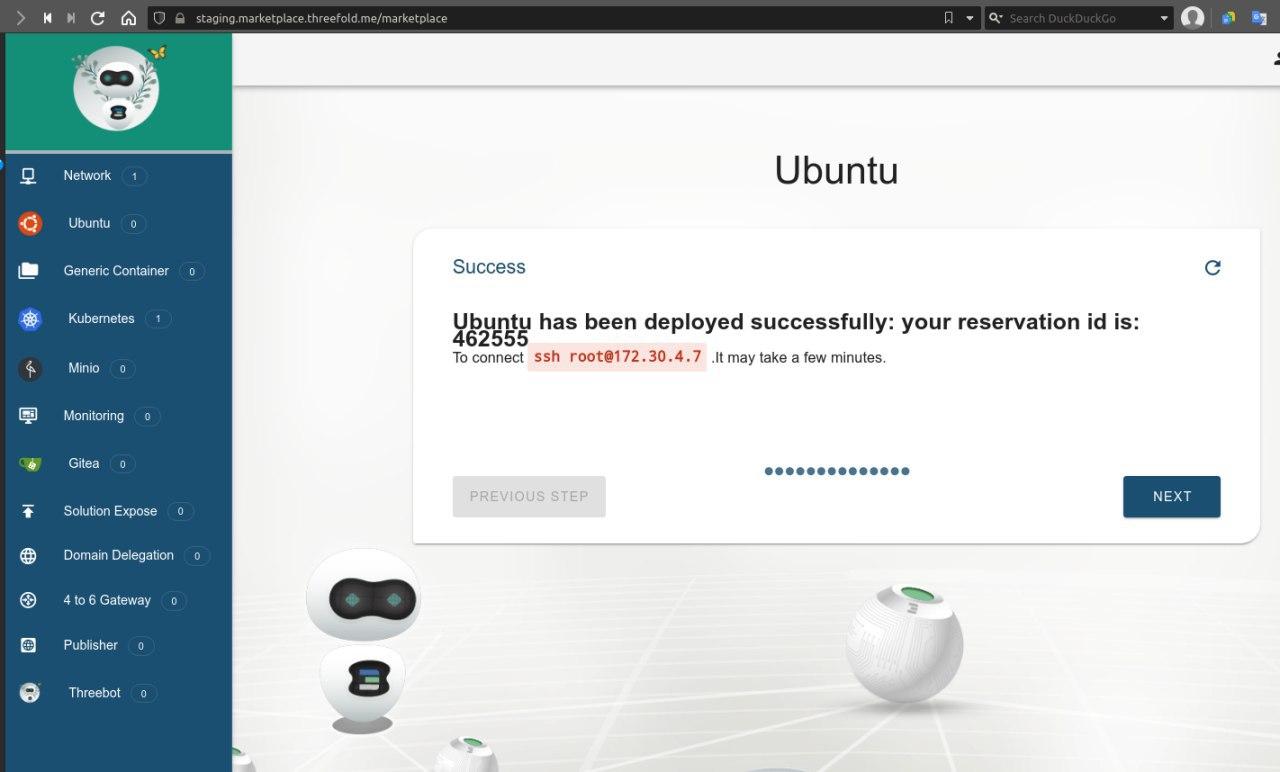 staging.marketplace.threefold.me/marketplace
Search DuckDuckGo
Network 1
Ubuntu 0
Generic Container 0
Kubernetes 1
Minio 0
Monitoring 0
Gitea 0
Solution Expose 0
Domain Delegation 0
4 to 6 Gateway 0
Publisher 0
Threebot 0
Ubuntu
Success
Ubuntu has been deployed successfully: your reservation id is:
462555
To connect ssh root@172.30.4.7 .It may take a few minutes.
PREVIOUS STEP
NEXT